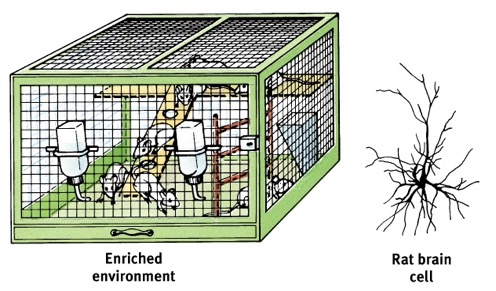 Enriched
environment
Rat brain
cell